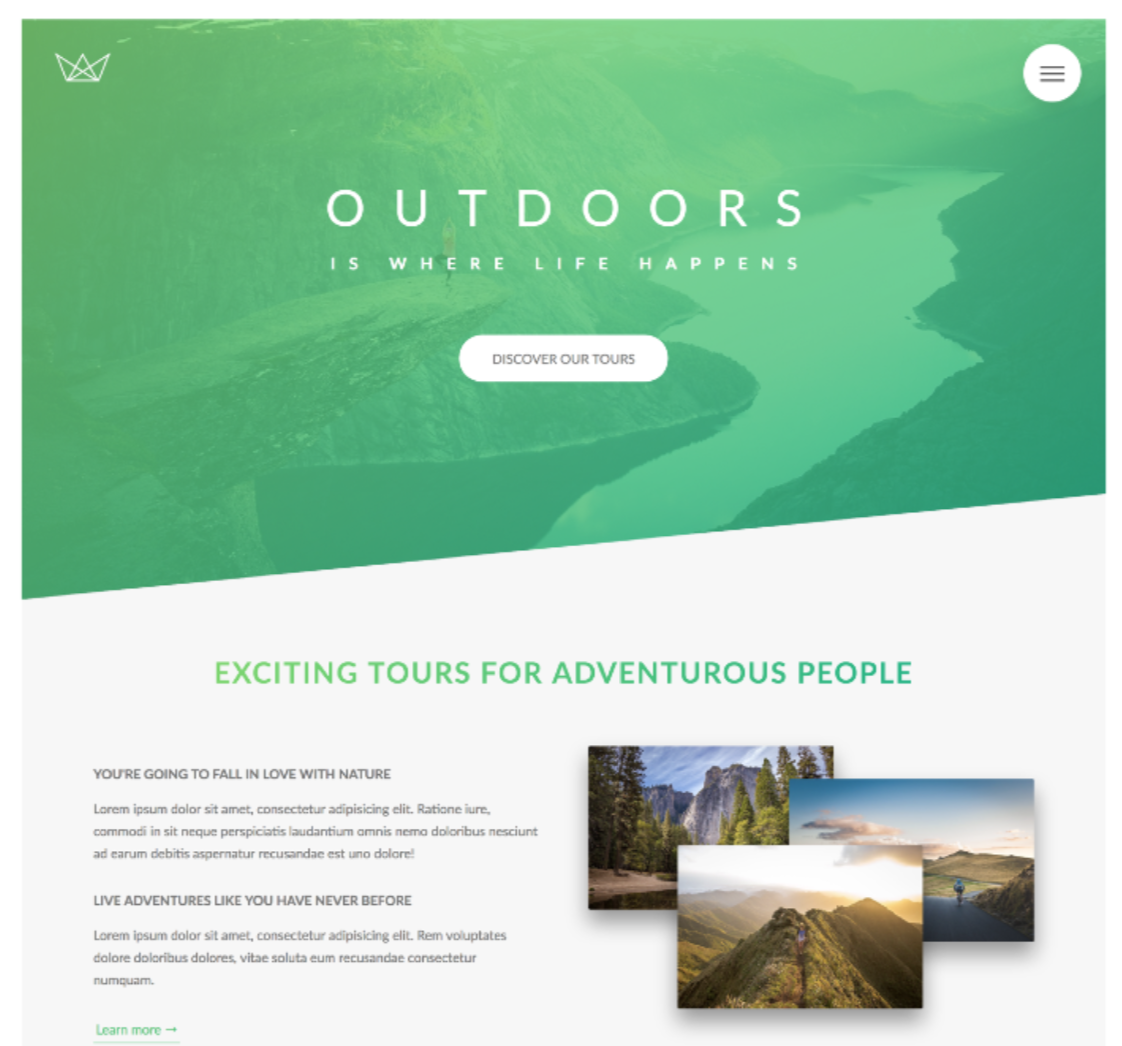 OUTDOORS
IS WHERE LIFE HAPPENS
DISCOVER OUR TOURS
EXCITING TOURS FOR ADVENTUROUS PEOPLE
YOU'RE GOING TO FALL IN LOVE WITH NATURE
Lorem ipsum dolor sit amet, consectetur adipisicing elit. Ratione iure,
commodi in sit neque perspiciatis laudantium omnis nemo doloribus nesciunt
ad earum debitis aspernatur recusandae est uno dolore!
LIVE ADVENTURES LIKE YOU HAVE NEVER BEFORE
Lorem ipsum dolor sit amet, consectetur adipisicing elit. Rem voluptates
dolore doloribus dolores, vitae soluta eum recusandae consectetur
numquam.
Learn more →